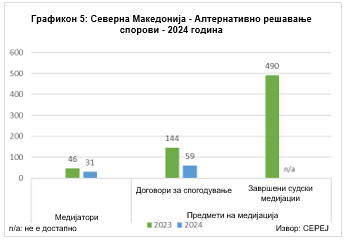 Графикон 5: Северна Македонија - Алтернативно решавање
спорови - 2024 година
600
500
400
300
200
100
0
46
31
144
59
490
n/a
Договори за спогодување
Завршени судски
медијации
Медијатори
Предмети на медијација
2023
2024
n/a: не е достапно
Извор: СЕРЕЈ